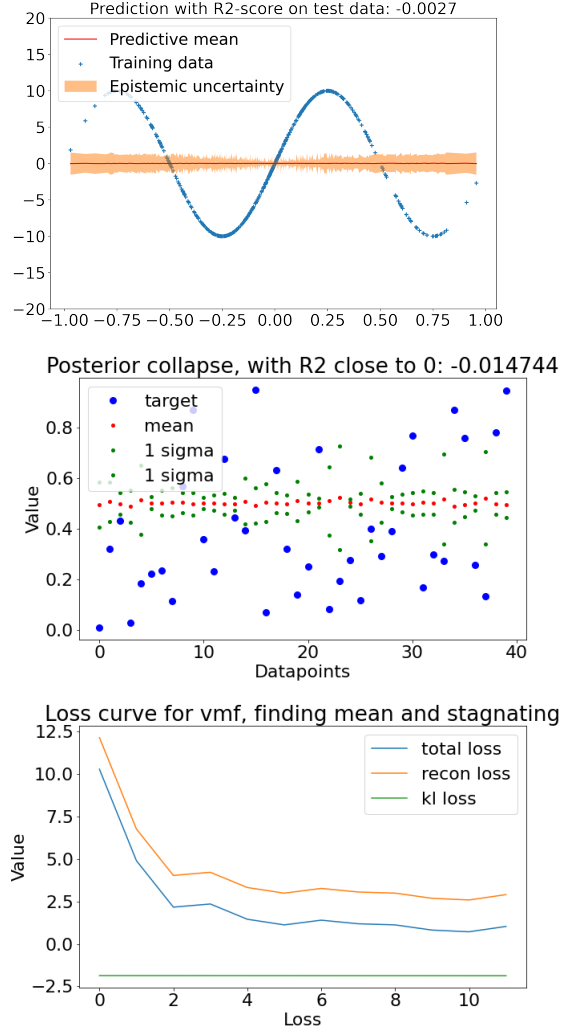 Prediction with R2-score on test data: -0.0027
20
15
10
5
0
−5
−10
−15
−20
Predictive mean
Training data
Epistemic uncertainty
−1.00 −0.75 −0.50 −0.25 0.00 0.25 0.50 0.75 1.00
Posterior collapse, with R2 close to 0: -0.014744
Value
0.8
0.6
0.4
0.2
0.0
target
mean
1 sigma
1 sigma
0 10 20 30 40
Datapoints
Loss curve for vmf, finding mean and stagnating
Value
12.5
10.0
7.5
5.0
2.5
0.0
−2.5
total loss
recon loss
kl loss
0 2 4 6 8 10
Loss